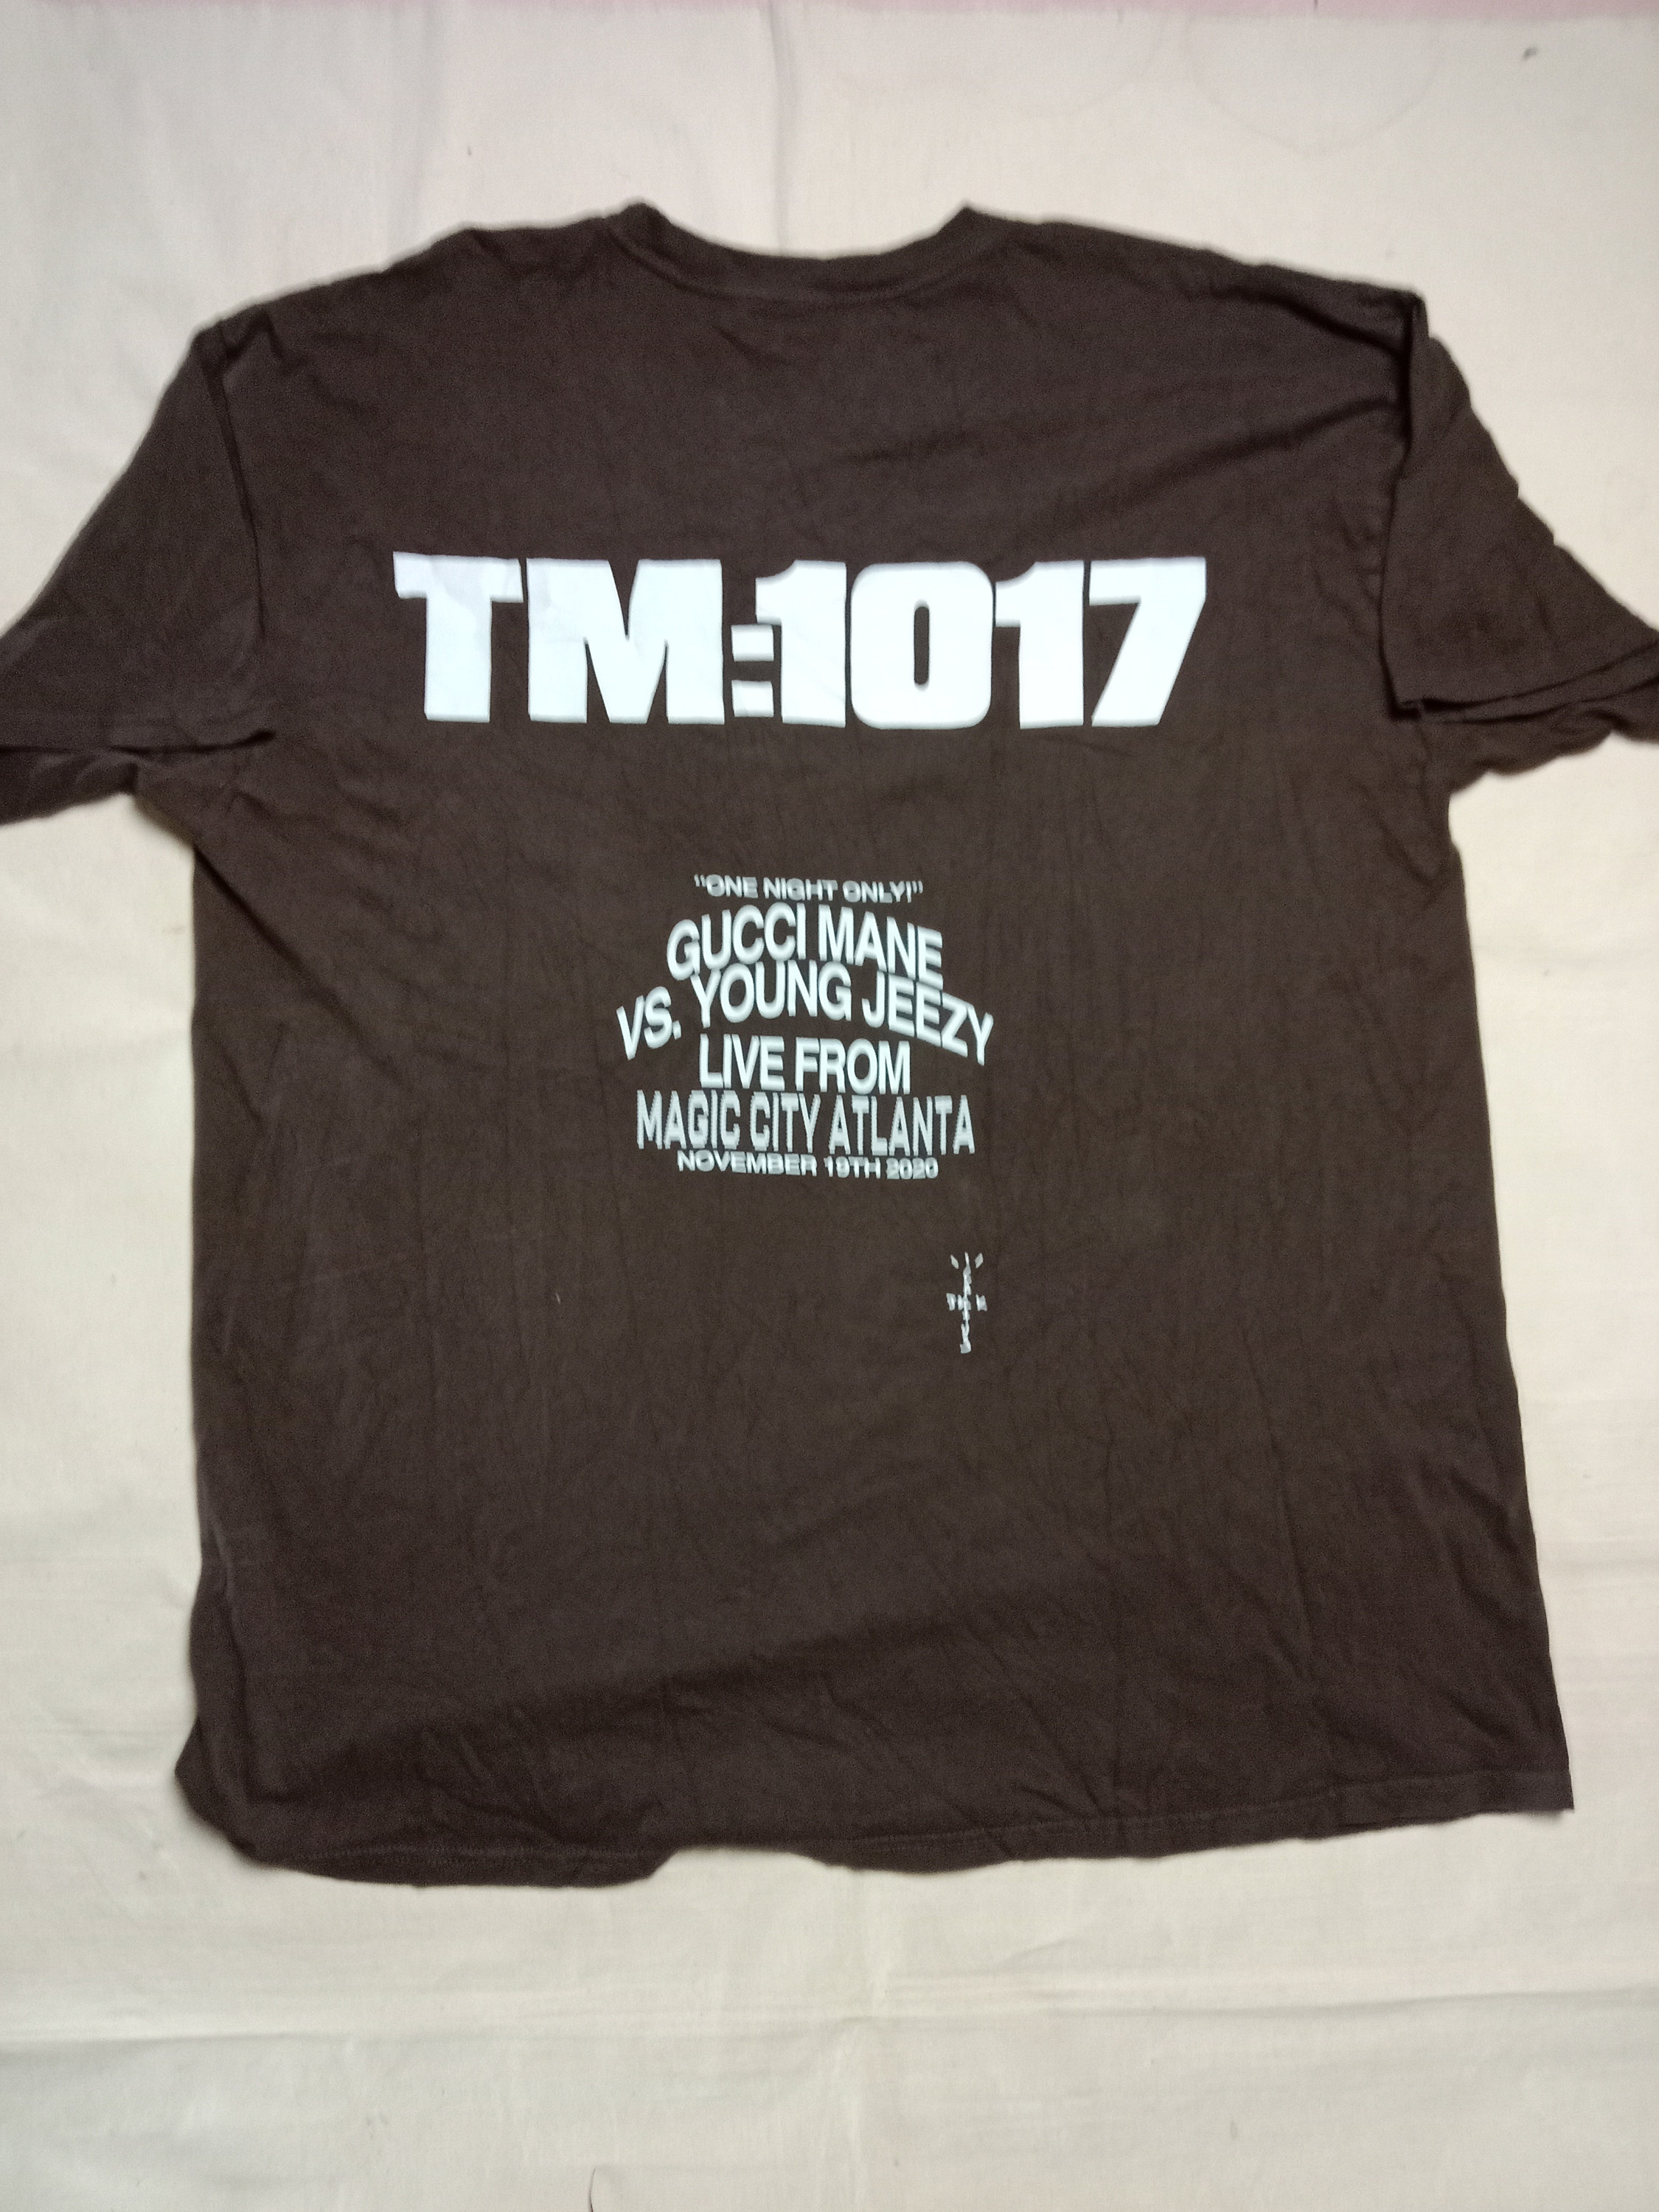 TM:1017
"ONE NIGHT ONLY!"
GUCCI MANE
VS. YOUNG JEEZY
LIVE FROM
MAGIC CITY ATLANTA
NOVEMBER 19TH 2020